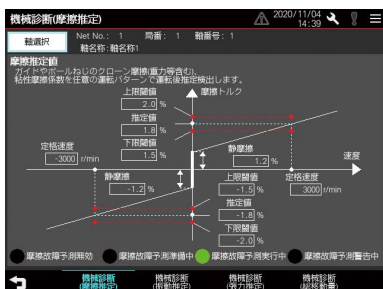 機械診断(摩擦推定)
2020/11/04
14:39
軸選択
Net No.: 1 局番: 1 軸番号: 1
軸名称:軸名称1
摩擦推定値
ガイドやボールねじのクローン摩擦(重力等含む)、
粘性摩擦係数を任意の運転パターンで運転後推定検出します。
上限閾値
2.0 %
摩擦トルク
推定値
1.8 %
下限閾値
1.5 %
定格速度
-3000 r/min
静摩擦
1.2 %
速度
静摩擦
-1.2 %
上限閾値
-1.5 %
定格速度
3000 r/min
推定値
-1.8 %
下限閾値
-2.0 %
摩擦故障予測無効
摩擦故障予測準備中
摩擦故障予測実行中
摩擦故障予測警告中
機械診断
(摩擦推定)
機械診断
(振動推定)
機械診断
(張力推定)
機械診断
(総移動量)